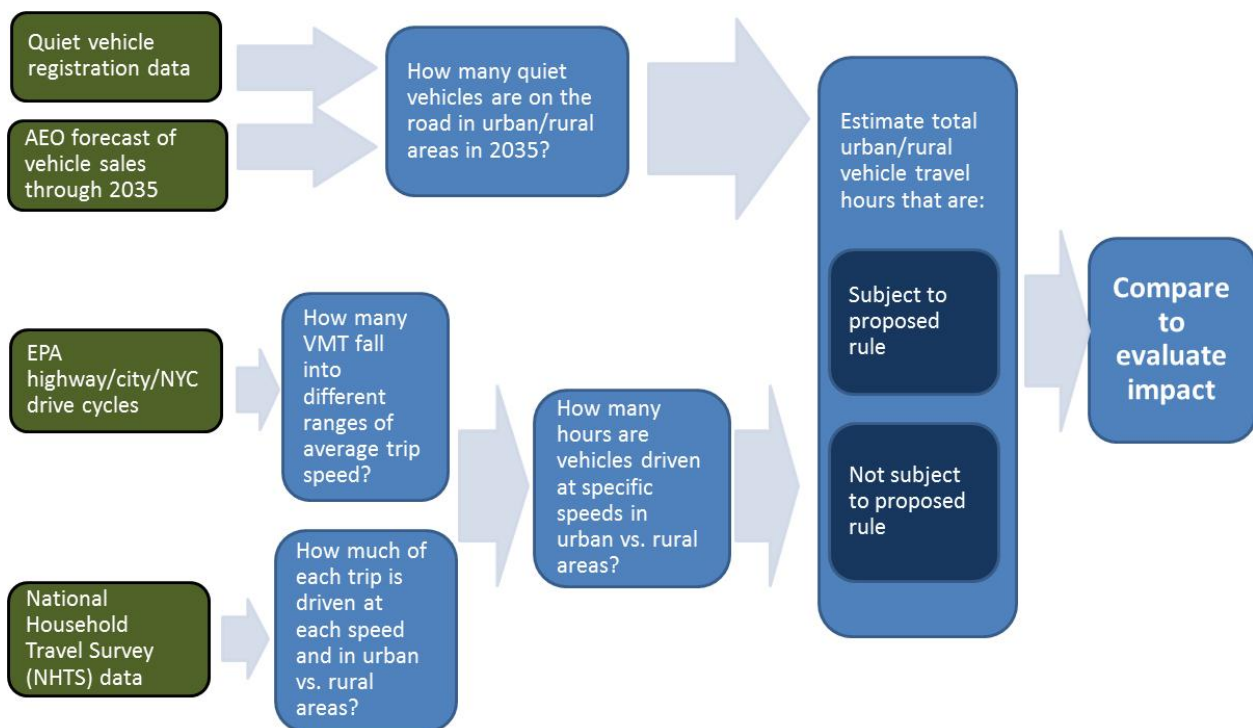 Quiet vehicle
registration data
AEO forecast of
vehicle sales
through 2035
How many quiet
vehicles are on the
road in urban/rural
areas in 2035?
EPA
highway/city/NYC
drive cycles
How many
VMT fall
into
different
ranges of
average trip
speed?
National
Household
Travel Survey
(NHTS) data
How much of
each trip is
driven at
each speed
and in urban
vs. rural
areas?
How many
hours are
vehicles driven
at specific
speeds in
urban vs. rural
areas?
Estimate total
urban/rural
vehicle travel
hours that are:
Subject to
proposed
rule
Not subject
to proposed
rule
Compare
to
evaluate
impact